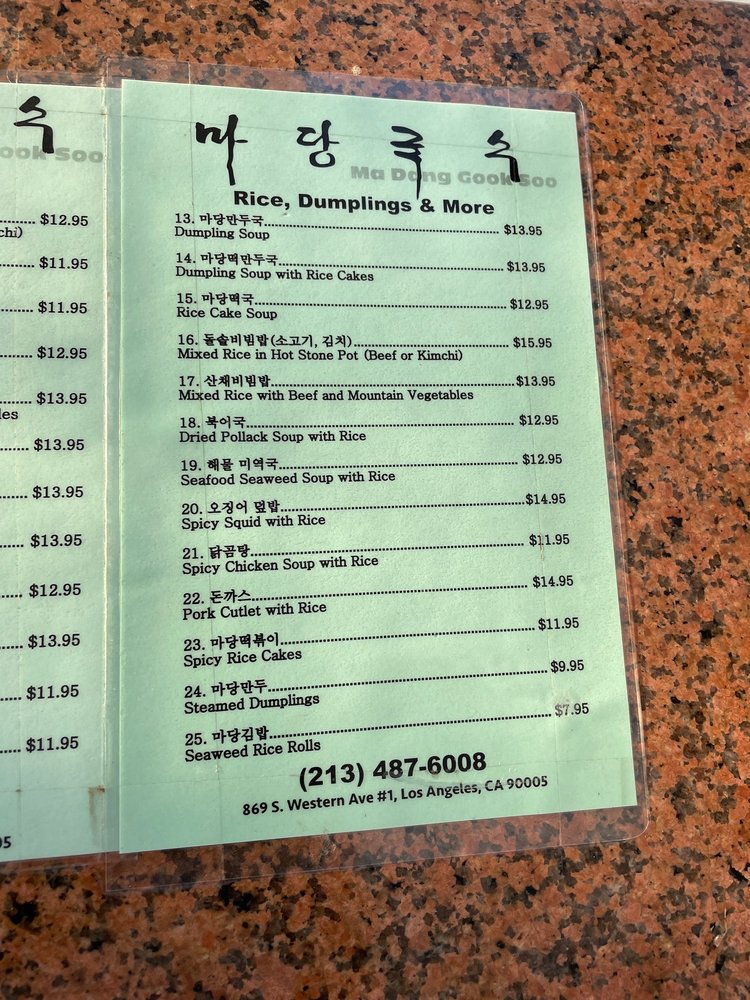 수
ook Soo
$12.95
chi)
$11.95
$11.95
$12.95
$13.95
les
$13.95
$13.95
$13.95
$12.95
$13.95
$11.95
$11.95
95
마당국수
Ma Dang Gook Soo
Rice, Dumplings & More
13. 마당만두국 $13.95
Dumpling Soup
14. 마당떡만두국 $13.95
Dumpling Soup with Rice Cakes
15. 마당떡국 $12.95
Rice Cake Soup
16. 돌솥비빔밥(소고기, 김치) $15.95
Mixed Rice in Hot Stone Pot (Beef or Kimchi)
17. 산채비빔밥 $13.95
Mixed Rice with Beef and Mountain Vegetables
18. 북어국 $12.95
Dried Pollack Soup with Rice
19. 해물 미역국 $12.95
Seafood Seaweed Soup with Rice
20. 오징어 덮밥 $14.95
Spicy Squid with Rice
21. 닭곰탕 $11.95
Spicy Chicken Soup with Rice
22. 돈까스 $14.95
Pork Cutlet with Rice
23. 마당떡볶이 $11.95
Spicy Rice Cakes
24. 마당만두 $9.95
Steamed Dumplings
25. 마당김밥 $7.95
Seaweed Rice Rolls
(213) 487-6008
869 S. Western Ave #1, Los Angeles, CA 90005